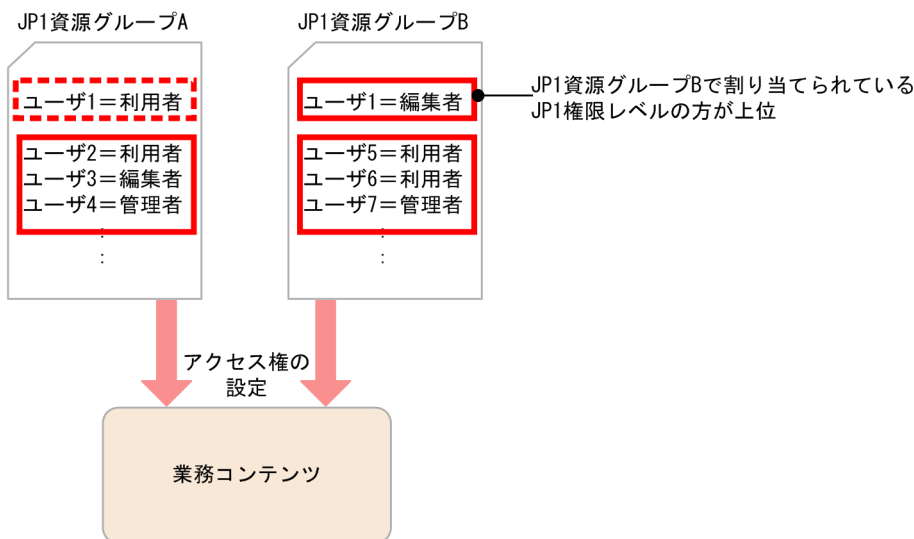 JP1資源グループA
ユーザ1＝利用者
ユーザ2＝利用者
ユーザ3＝編集者
ユーザ4＝管理者
：
：
JP1資源グループB
ユーザ1＝編集者
ユーザ5＝利用者
ユーザ6＝利用者
ユーザ7＝管理者
：
：
JP1資源グループBで割り当てられている
JP1権限レベルの方が上位
アクセス権の
設定
業務コンテンツ